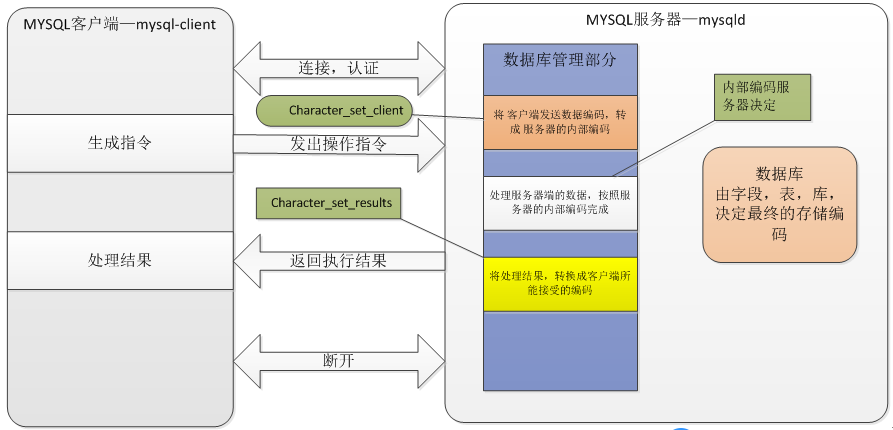 MYSQL客户端—mysql-client
MYSQL服务器—mysqld
连接，认证
数据库管理部分
内部编码服
务器决定
Character_set_client
将 客户端发送数据编码，转
成 服务器的内部编码
生成指令
发出操作指令
数据库
由字段，表，库，
决定最终的存储编
码
处理服务器端的数据，按照服
务器的内部编码完成
Character_set_results
处理结果
返回执行结果
将处理结果，转换成客户端所
能接受的编码
断开